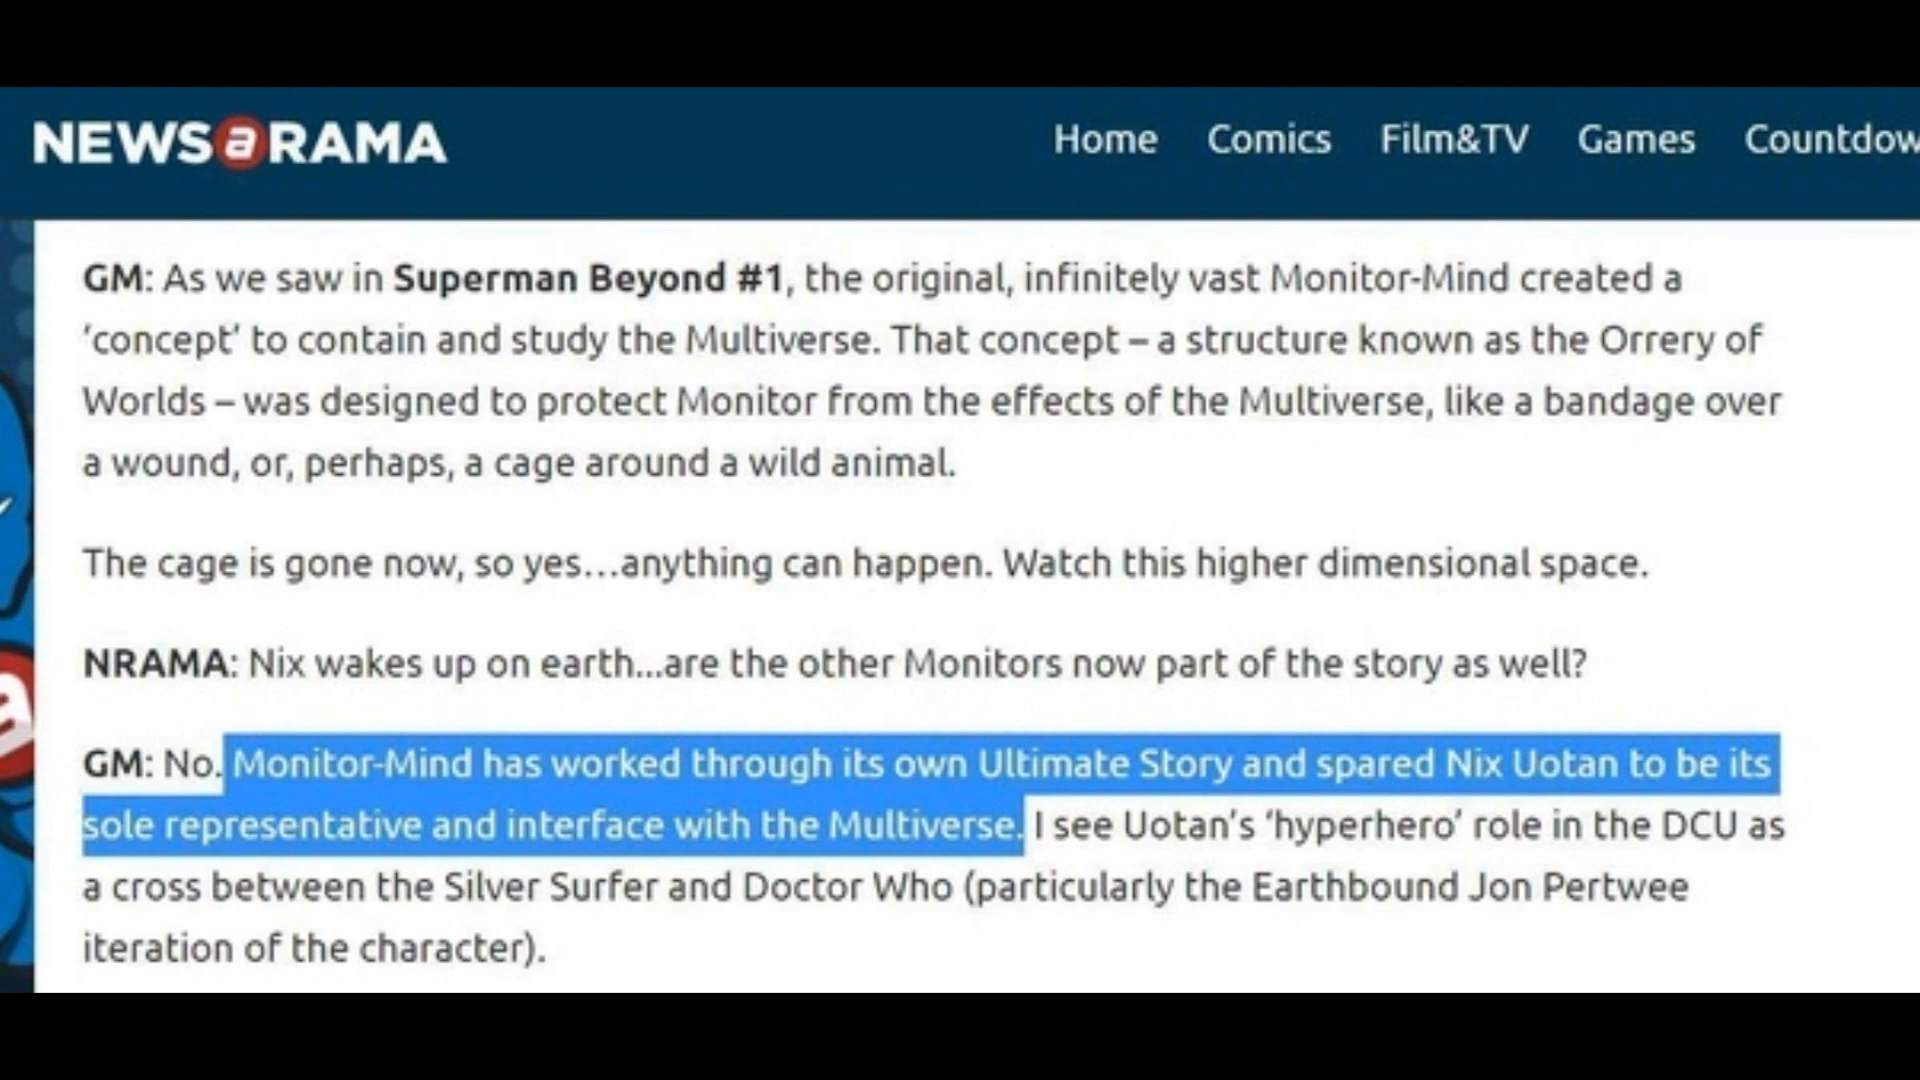 NEWSaRAMA
Home Comics Film&TV Games Countdow
GM: As we saw in Superman Beyond #1, the original, infinitely vast Monitor-Mind created a
‘concept’ to contain and study the Multiverse. That concept – a structure known as the Orrery of
Worlds – was designed to protect Monitor from the effects of the Multiverse, like a bandage over
a wound, or, perhaps, a cage around a wild animal.
The cage is gone now, so yes…anything can happen. Watch this higher dimensional space.
NRAMA: Nix wakes up on earth...are the other Monitors now part of the story as well?
GM: No. Monitor-Mind has worked through its own Ultimate Story and spared Nix Uotan to be its
sole representative and interface with the Multiverse. I see Uotan’s ‘hyperhero’ role in the DCU as
a cross between the Silver Surfer and Doctor Who (particularly the Earthbound Jon Pertwee
iteration of the character).
a